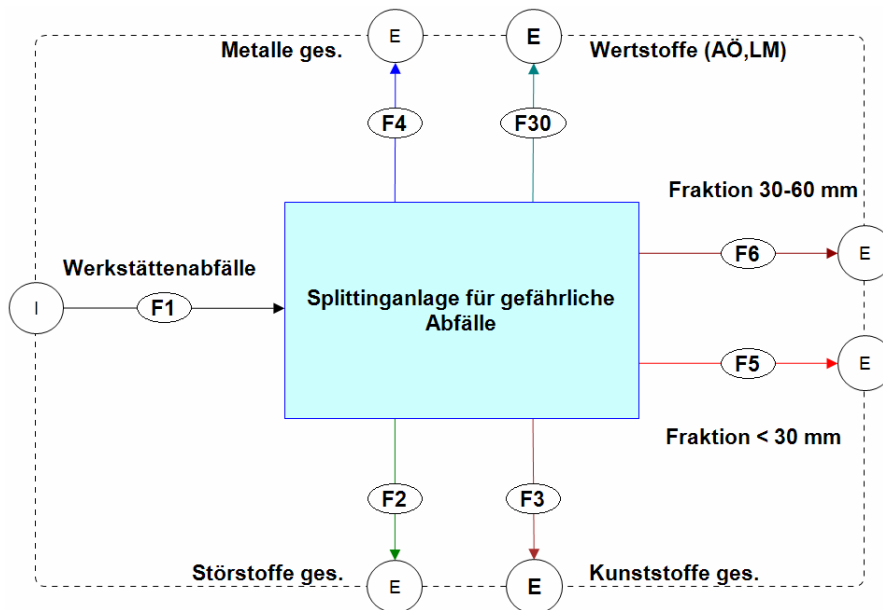 Metalle ges.
E
E
Wertstoffe (AÖ,LM)
F4
F30
Fraktion 30-60 mm
Werkstättenabfälle
F6
E
I
F1
Splittinganlage für gefährliche
Abfälle
F5
E
Fraktion < 30 mm
F2
F3
Störstoffe ges.
E
E
Kunststoffe ges.